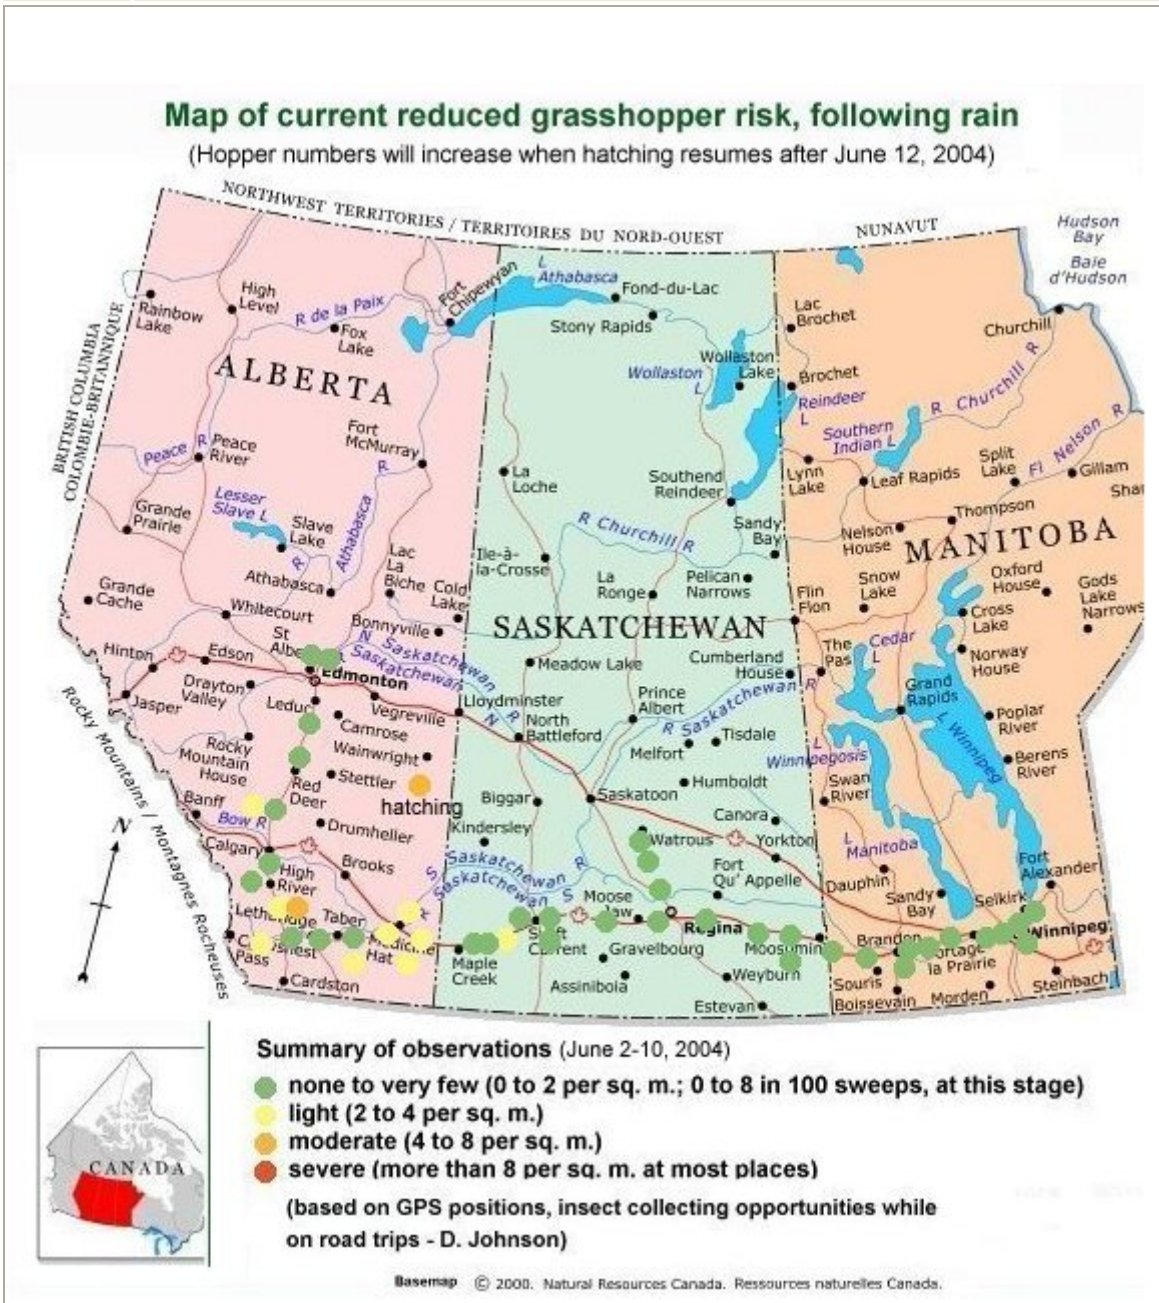 Map of current reduced grasshopper risk, following rain
(Hopper numbers will increase when hatching resumes after June 12, 2004)
NORTHWEST TERRITORIES / TERRITOIRES DU NORD-OUEST
NUNAVUT
Hudson
Bay
Baie
d'Hudson
BRITISH COLUMBIA
COLOMBIE-BRITANNIQUE
Rainbow
Lake
High
Level
R de la Paix
Fox
Lake
Fort
Chipewyan
L
Athabasca
Fond-du-Lac
Stony Rapids
Lac
Brochet
Churchill
ALBERTA
Wollaston
Lake
Wollaston
L
Brochet
Reindeer
L
R Churchill R
Southern
Indian L
Fort
McMurray
Peace R
Peace
River
R
La
Loche
Southend
Reindeer
Lynn
Lake
Leaf Rapids
Split
Lake
Fl Nelson R
Gillam
Grande
Prairie
Lesser
Slave L
Slave
Lake
R
Athabasca
Athabasca
R Churchill R
Sandy
Bay
Nelson
House
Thompson
MANITOBA
Ile-à-
la-Crosse
Lac
La
Biche
Cold
Lake
La
Ronge
Pelican
Narrows
Flin
Flon
Snow
Lake
Oxford
House
Gods
Lake
Narrows
Grande
Cache
Whitecourt
Bonnyville
SASKATCHEWAN
Cross
Lake
Hinton
Edson
St
N Saskatchewan
Saskatchewan
Edmonton
Meadow Lake
Cumberland
House
The
Pas
Cedar
L
Norway
House
Jasper
Drayton
Valley
Leduc
Vegreville
Lloydminster
N R
Prince
Albert
R Saskatchewan R
Grand
Rapids
L Winnipeg
Poplar
River
Camrose
North
Battleford
Melfort
Tisdale
L
Winnipegosis
Berens
River
Rocky Mountains / Montagnes Rocheuses
Rocky
Mountain
House
Wainwright
Stettler
Red
Deer
hatching
Humboldt
Swan
River
Banff
Bow R
Drumheller
Biggar
Saskatoon
Canora
N
Calgary
Kindersley
Watrous
Yorkton
L
Manitoba
High
River
Brooks
S Saskatchewan R
R Saskatchewan S
Fort
Qu' Appelle
Dauphin
Fort
Alexander
Taber
Moose
Jaw
Regina
Sandy
Bay
Selkirk
Pass
Medicine
Hat
Maple
Creek
Gravelbourg
Moosomin
Brandon
la Prairie
Winnipeg
Cardston
Assiniboia
Weyburn
Estevan
Souris
Boissevain
Morden
Steinbach
Summary of observations (June 2-10, 2004)
none to very few (0 to 2 per sq. m.; 0 to 8 in 100 sweeps, at this stage)
light (2 to 4 per sq. m.)
moderate (4 to 8 per sq. m.)
severe (more than 8 per sq. m. at most places)
(based on GPS positions, insect collecting opportunities while
on road trips - D. Johnson)
CANADA
Basemap © 2000. Natural Resources Canada. Ressources naturelles Canada.